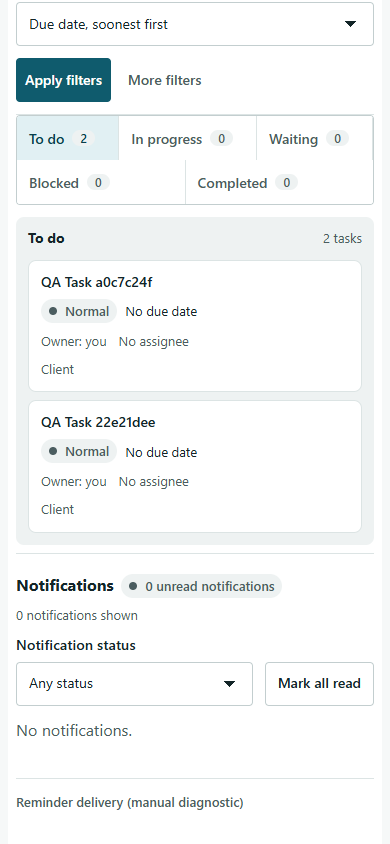 Due date, soonest first
Apply filters More filters
To do 2 In progress 0 Waiting 0
Blocked 0 Completed 0
To do 2 tasks
QA Task a0c7c24f
Normal No due date
Owner: you No assignee
Client
QA Task 22e21dee
Normal No due date
Owner: you No assignee
Client
Notifications 0 unread notifications
0 notifications shown
Notification status
Any status Mark all read
No notifications.
Reminder delivery (manual diagnostic)